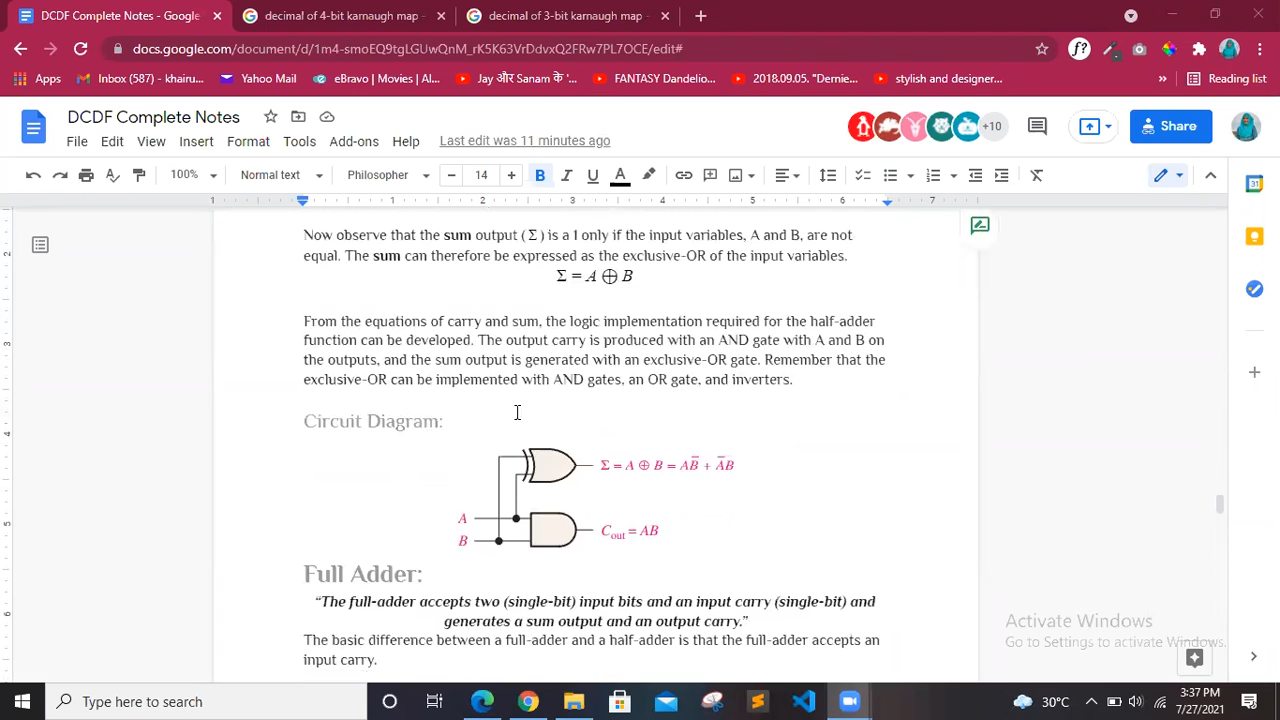 DCDF Complete Notes - Google
decimal of 4-bit karnaugh map -
decimal of 3-bit karnaugh map -
docs.google.com/document/d/1m4-smoEQ9tgLGUwQnM_rK5K63VrDdvxQ2FRw7PL7OCE/edit#
Apps
Inbox (587) - khairu...
Yahoo Mail
eBravo | Movies | Al...
Jay और Sanam के '...
FANTASY Dandelio...
2018.09.05. "Dernie...
stylish and designer...
Reading list
DCDF Complete Notes
+10
Share
File Edit View Insert Format Tools Add-ons Help
Last edit was 11 minutes ago
100% Normal text Philosopher 14
1 1 2 3 4 5 6 7
Now observe that the sum output (Σ) is a 1 only if the input variables, A and B, are not
equal. The sum can therefore be expressed as the exclusive-OR of the input variables.
Σ = A ⊕ B
From the equations of carry and sum, the logic implementation required for the half-adder
function can be developed. The output carry is produced with an AND gate with A and B on
the outputs, and the sum output is generated with an exclusive-OR gate. Remember that the
exclusive-OR can be implemented with AND gates, an OR gate, and inverters.
Circuit Diagram:
Σ = A ⊕ B = AB̅ + A̅B
A
B
Cout = AB
Full Adder:
“The full-adder accepts two (single-bit) input bits and an input carry (single-bit) and
generates a sum output and an output carry.”
The basic difference between a full-adder and a half-adder is that the full-adder accepts an
input carry.
Activate Windows
Go to Settings to activate Windows.
Type here to search
30°C
3:37 PM
7/27/2021